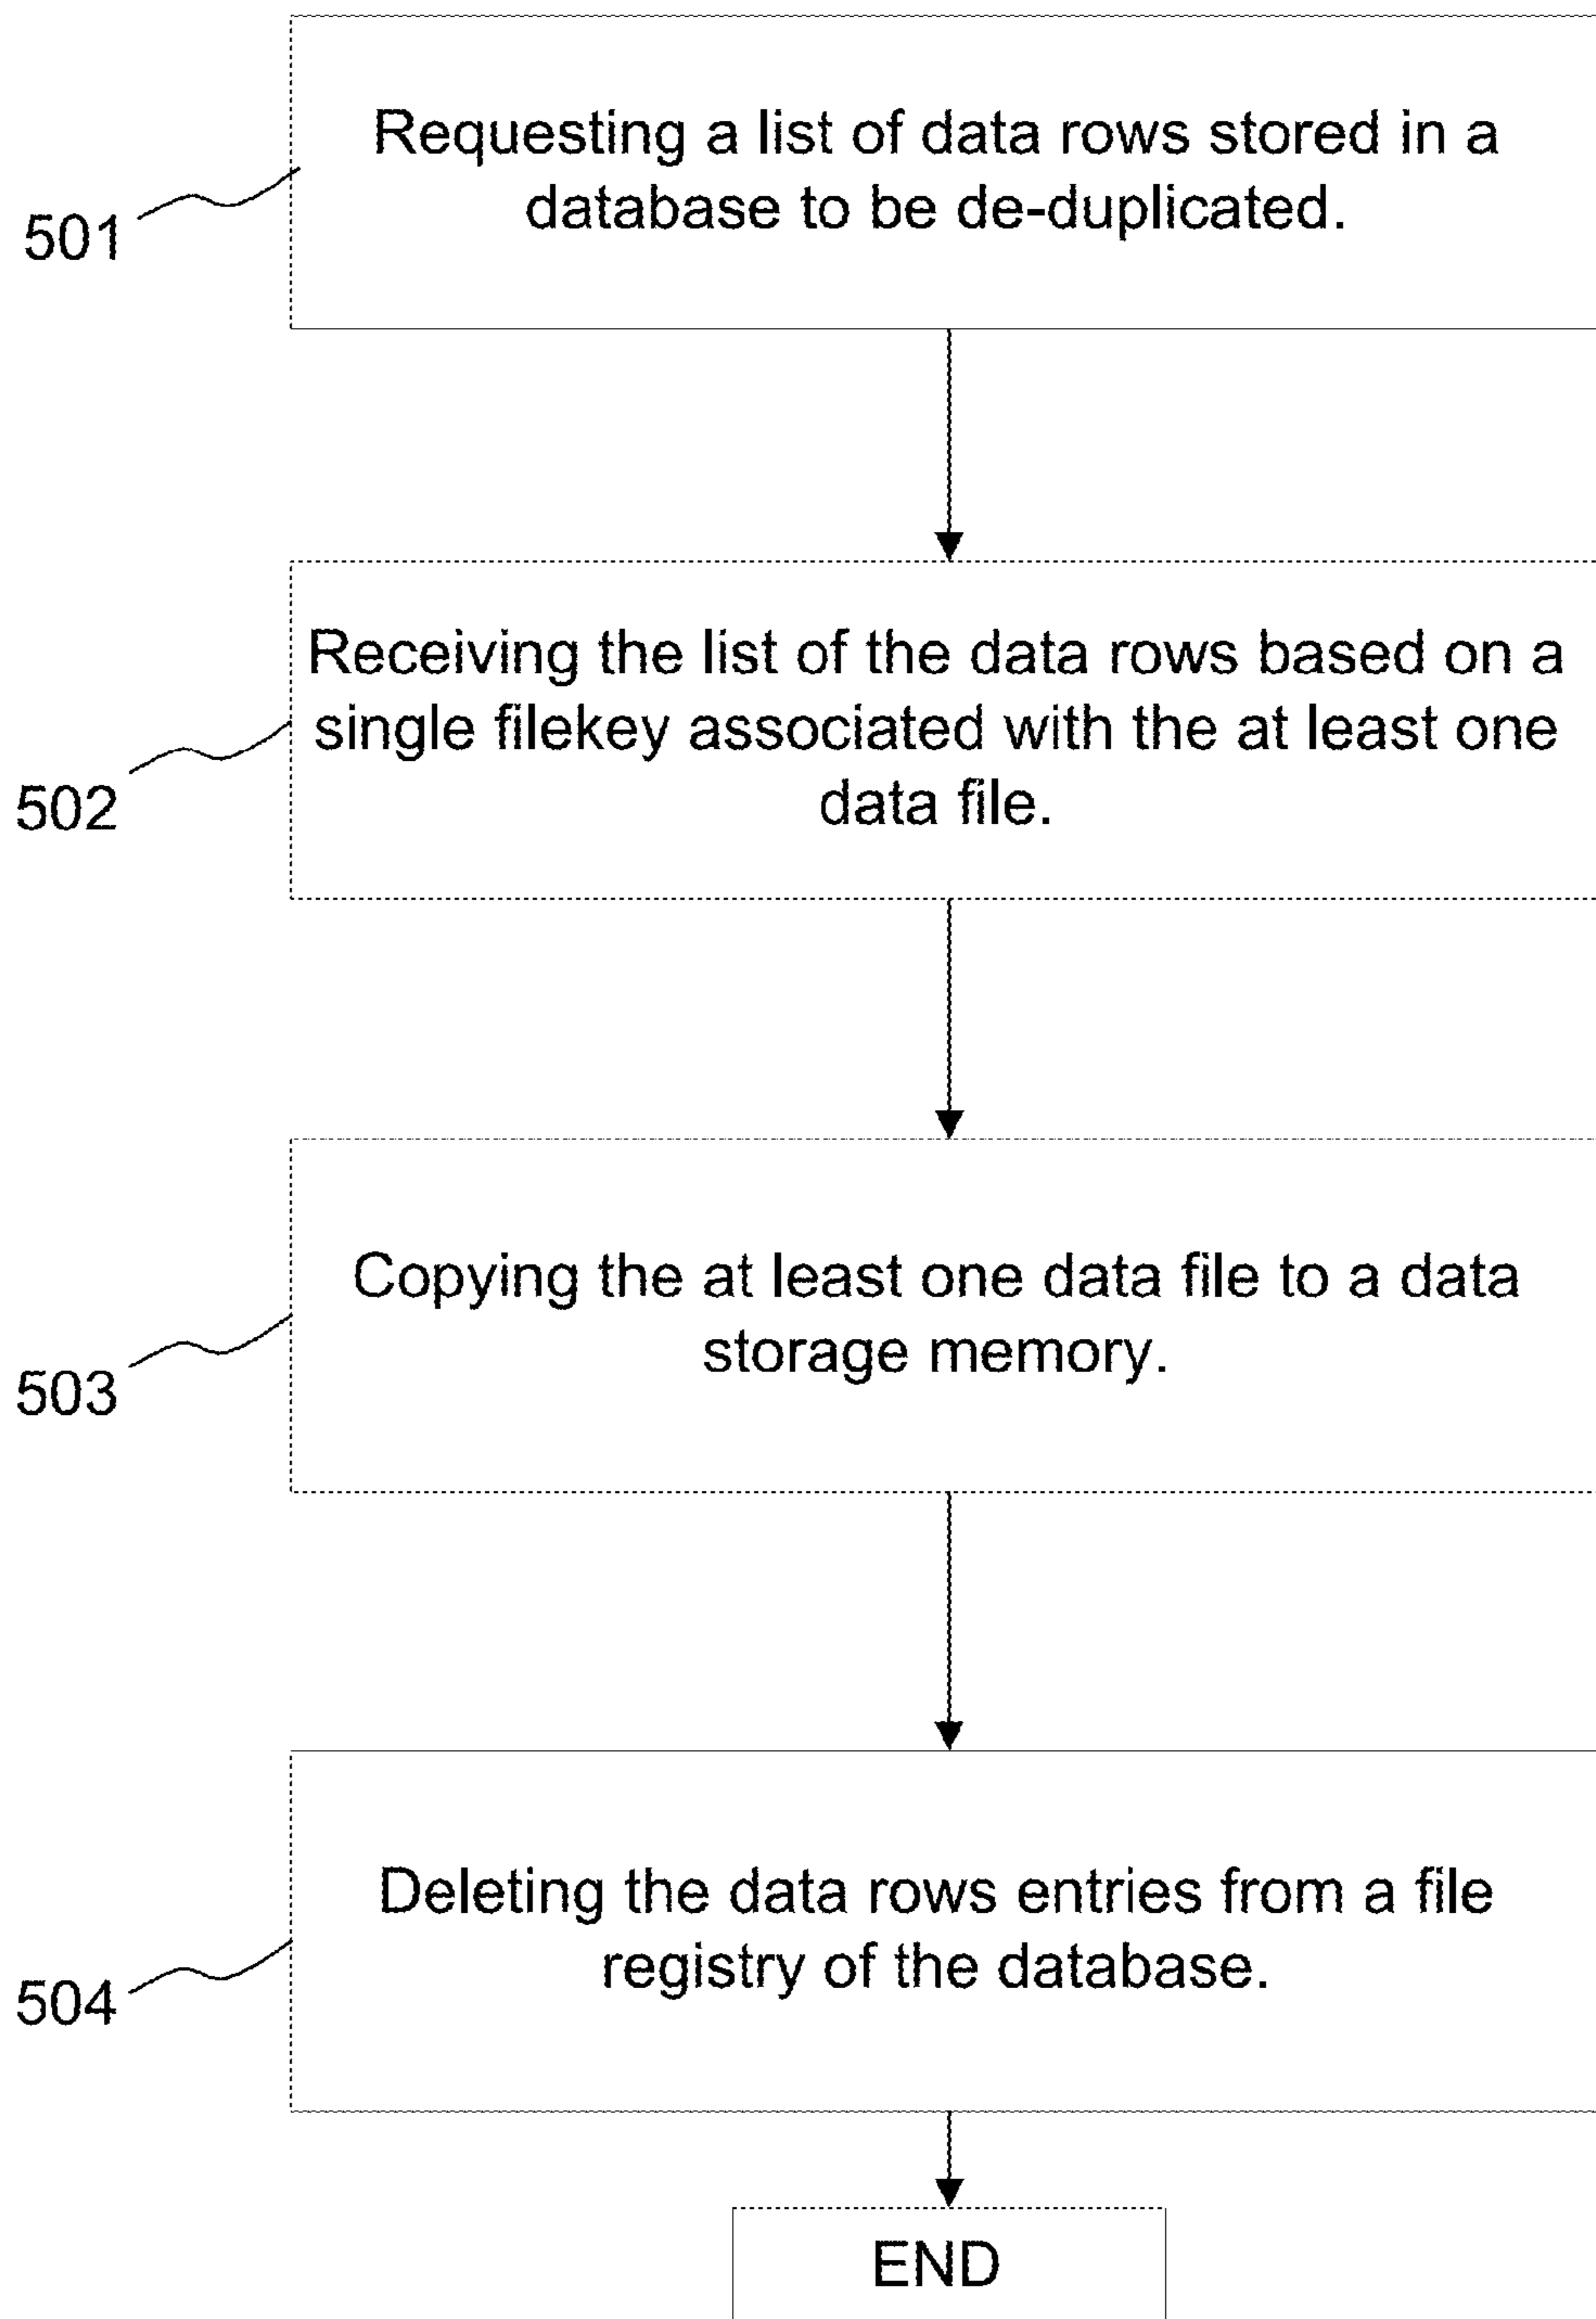 Requesting a list of data rows stored in a
database to be de-duplicated.
501
Receiving the list of the data rows based on a
single filekey associated with the at least one
data file.
502
Copying the at least one data file to a data
storage memory.
503
Deleting the data rows entries from a file
registry of the database.
504
END